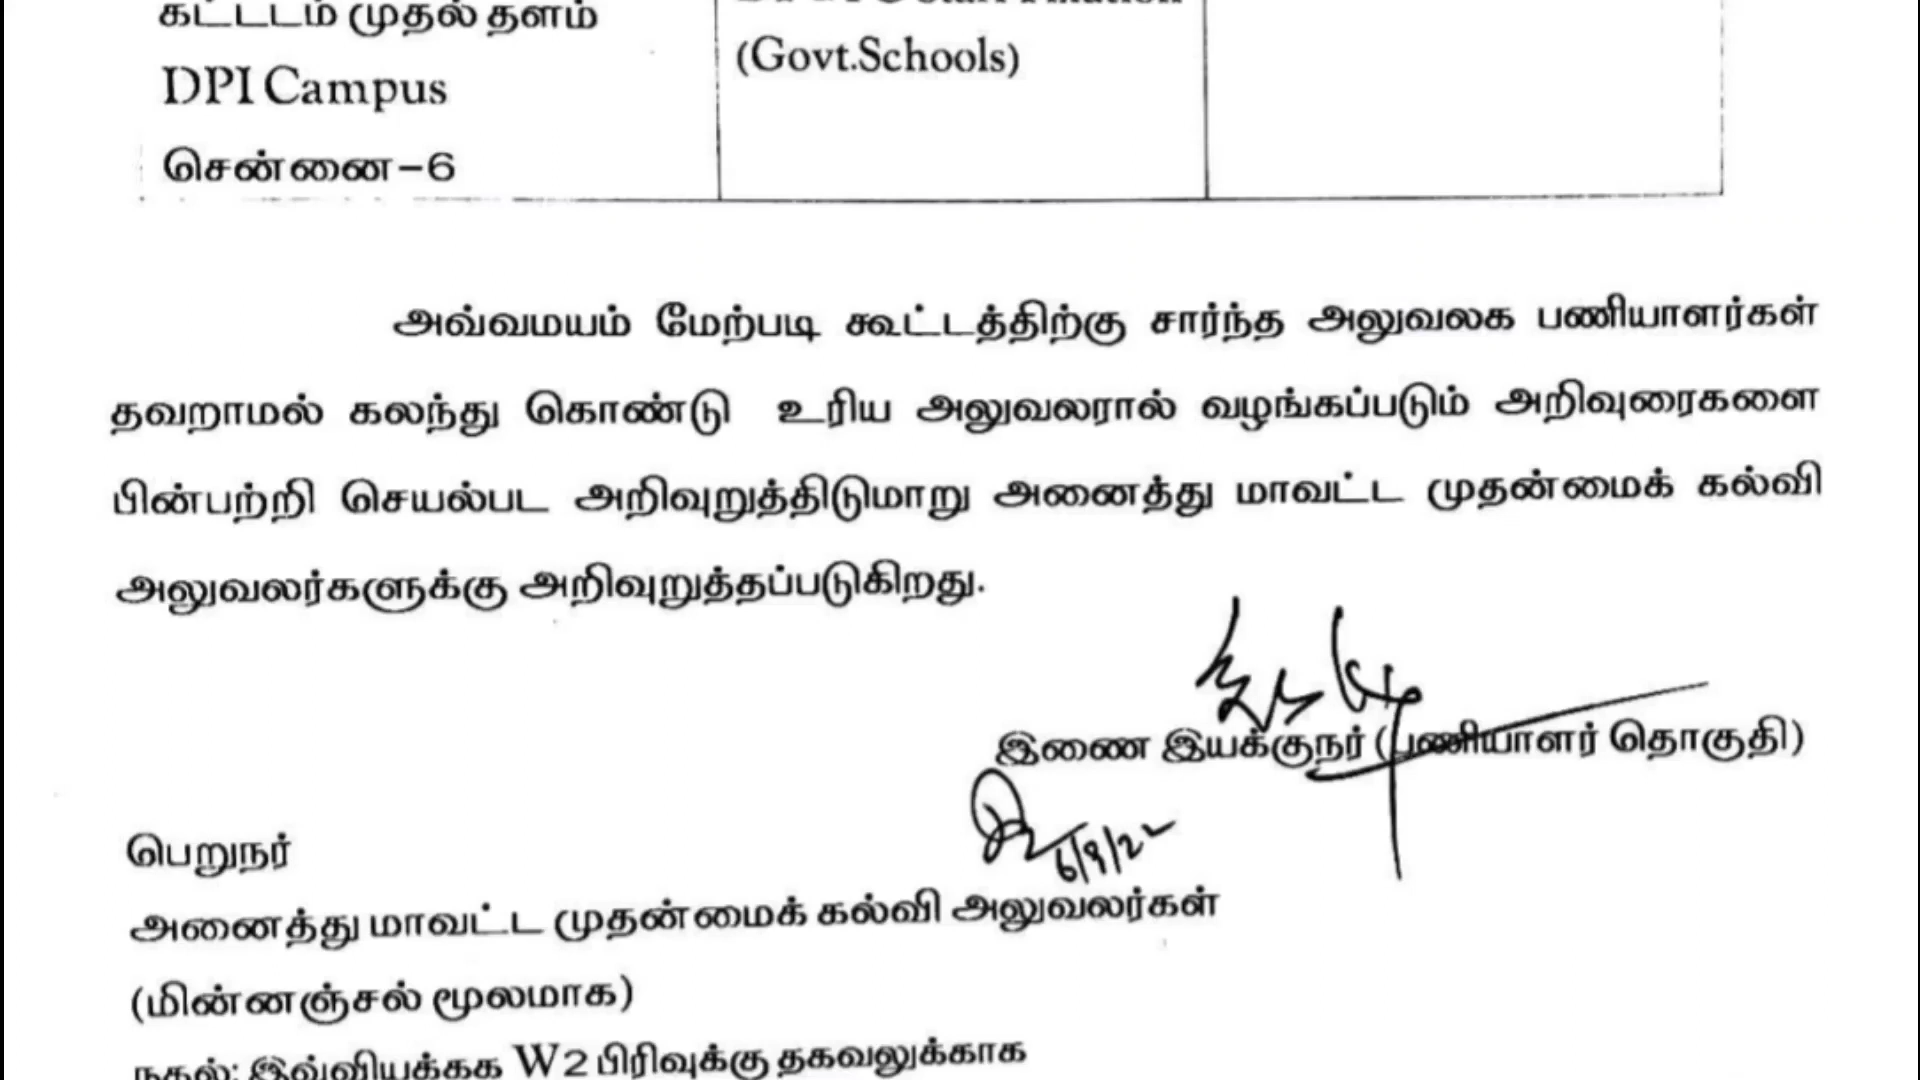 கட்டடம் முதல் தளம்
(Govt.Schools)
DPI Campus
சென்னை-6
அவ்வமயம் மேற்படி கூட்டத்திற்கு சார்ந்த அலுவலக பணியாளர்கள்
தவறாமல் கலந்து கொண்டு உரிய அலுவலரால் வழங்கப்படும் அறிவுரைகளை
பின்பற்றி செயல்பட அறிவுறுத்திடுமாறு அனைத்து மாவட்ட முதன்மைக் கல்வி
அலுவலர்களுக்கு அறிவுறுத்தப்படுகிறது.
இணை இயக்குநர் (பணியாளர் தொகுதி)
6/9/22
பெறுநர்
அனைத்து மாவட்ட முதன்மைக் கல்வி அலுவலர்கள்
(மின்னஞ்சல் மூலமாக)
நகல்: இவ்வியக்கக W2 பிரிவுக்கு தகவலுக்காக